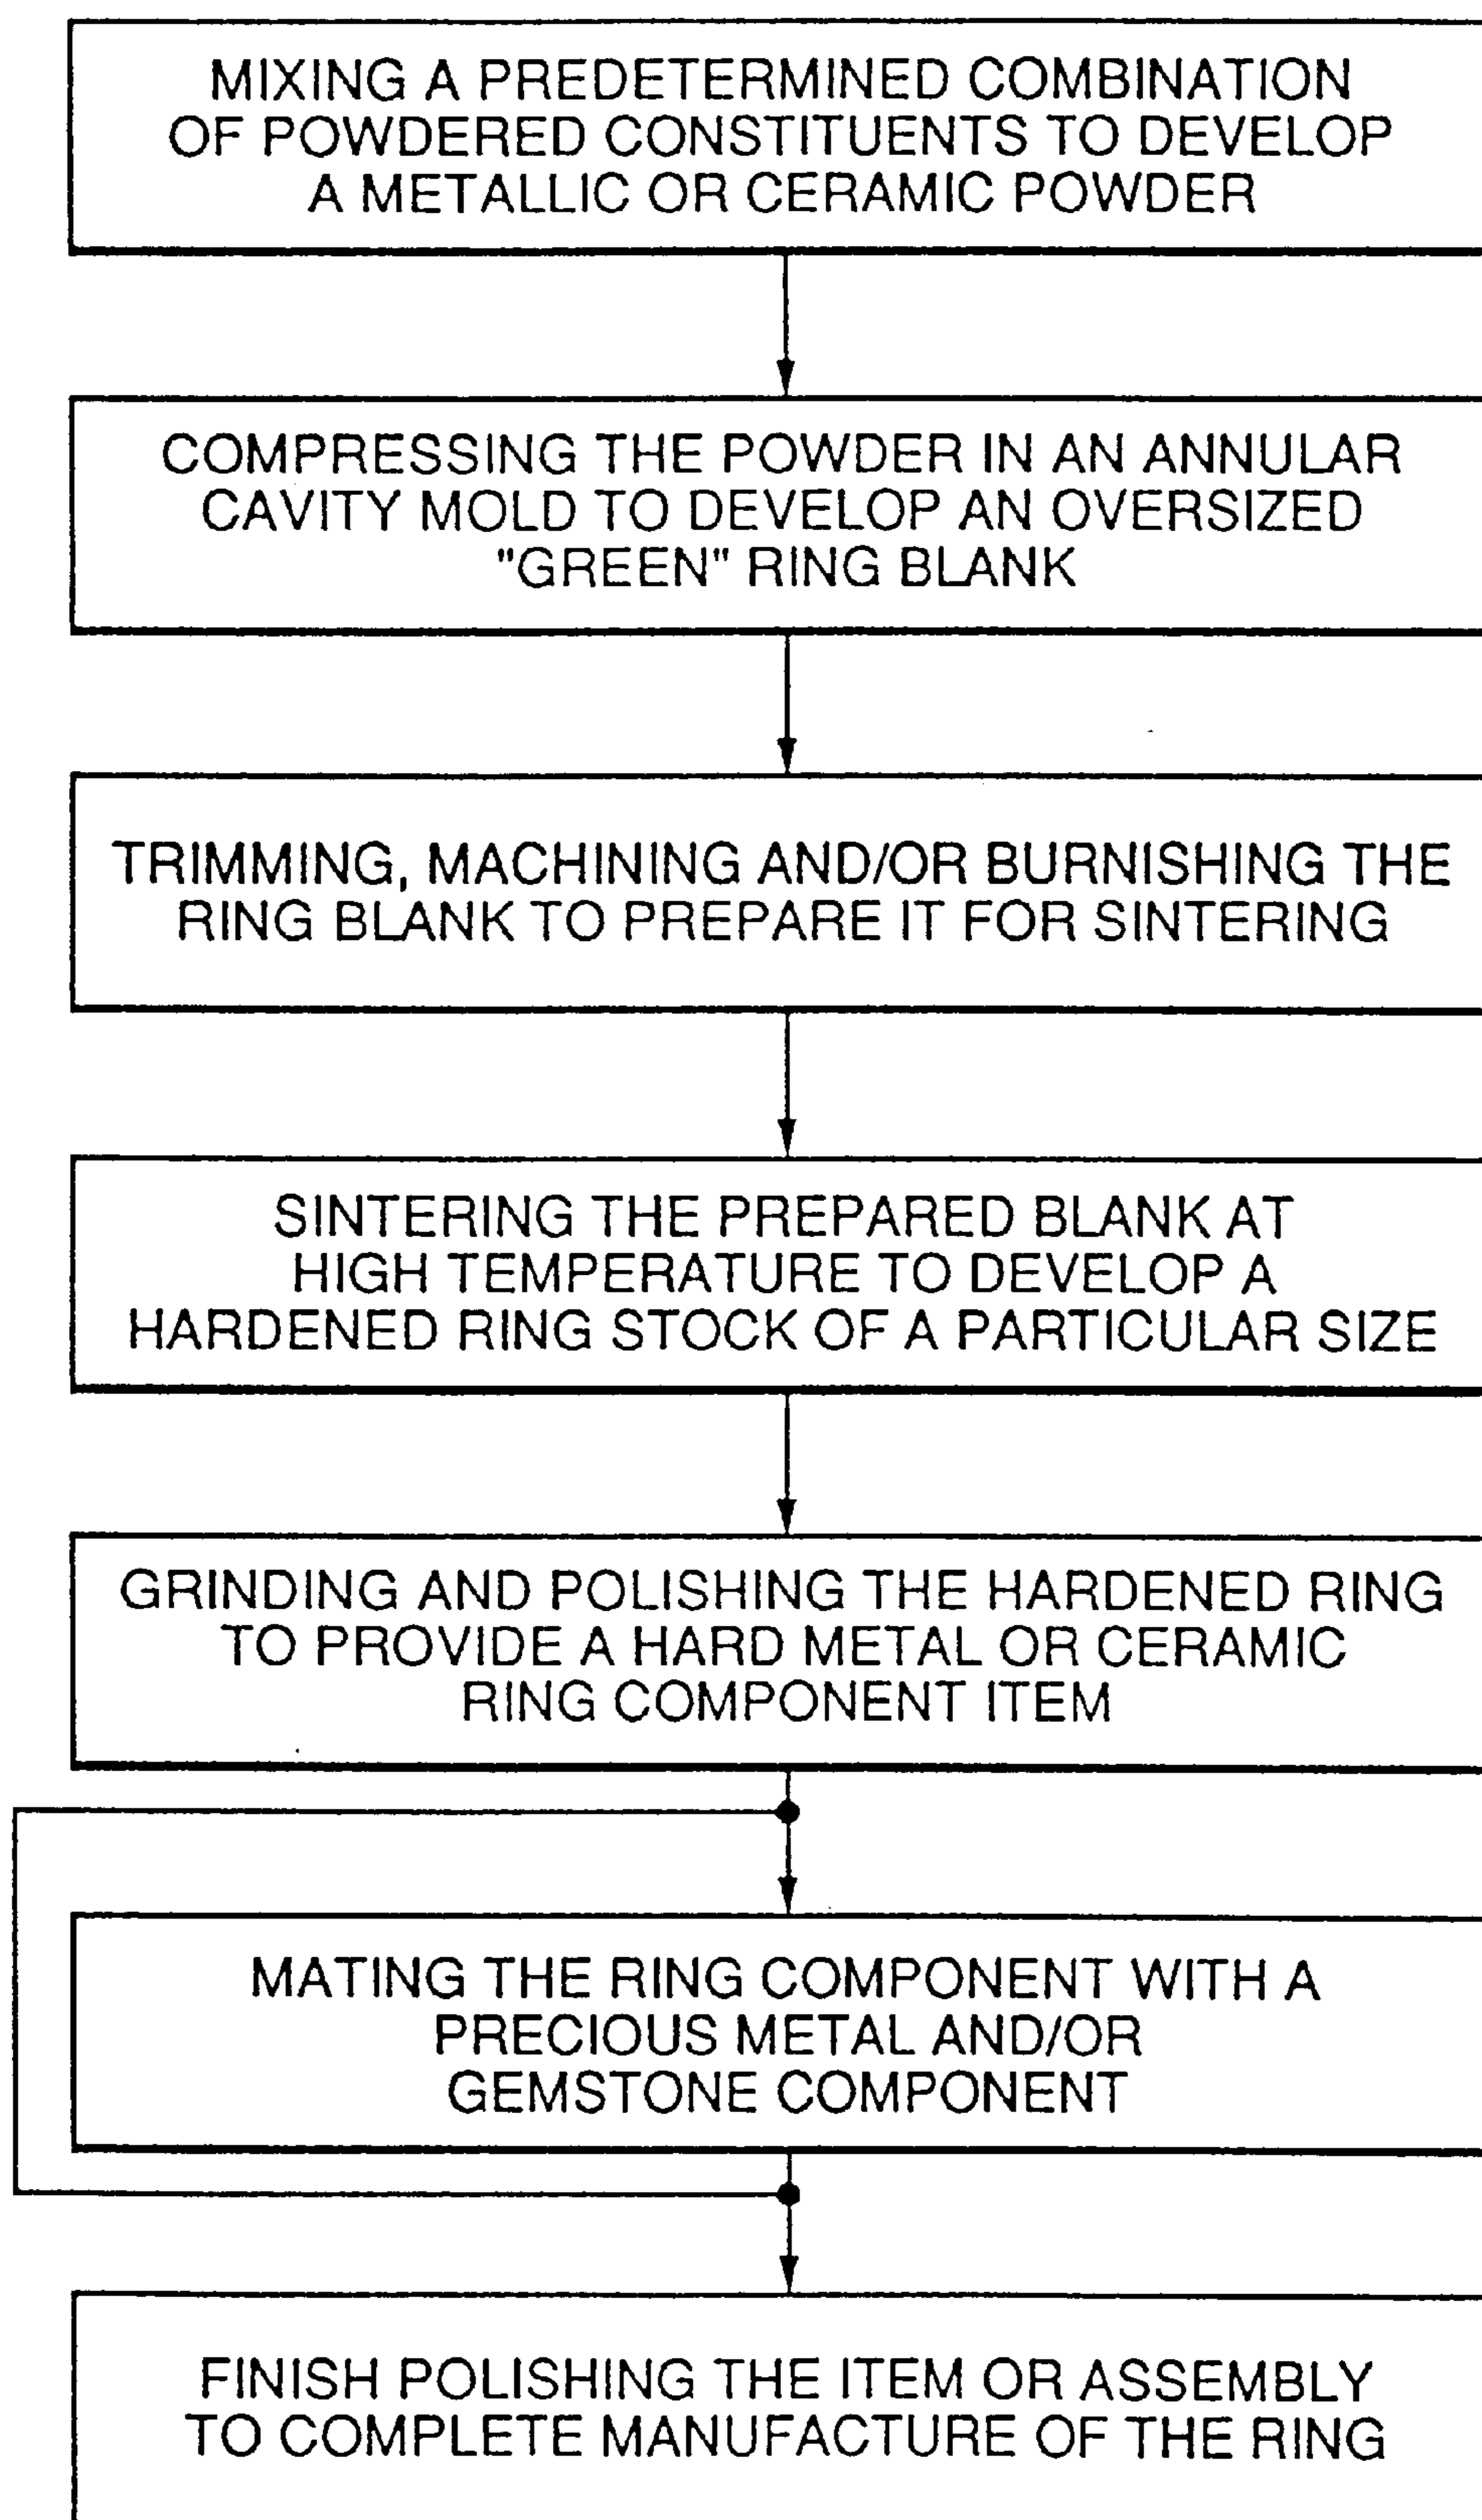 MIXING A PREDETERMINED COMBINATION
OF POWDERED CONSTITUENTS TO DEVELOP
A METALLIC OR CERAMIC POWDER
COMPRESSING THE POWDER IN AN ANNULAR
CAVITY MOLD TO DEVELOP AN OVERSIZED
"GREEN" RING BLANK
TRIMMING, MACHINING AND/OR BURNISHING THE
RING BLANK TO PREPARE IT FOR SINTERING
SINTERING THE PREPARED BLANK AT
HIGH TEMPERATURE TO DEVELOP A
HARDENED RING STOCK OF A PARTICULAR SIZE
GRINDING AND POLISHING THE HARDENED RING
TO PROVIDE A HARD METAL OR CERAMIC
RING COMPONENT ITEM
MATING THE RING COMPONENT WITH A
PRECIOUS METAL AND/OR
GEMSTONE COMPONENT
FINISH POLISHING THE ITEM OR ASSEMBLY
TO COMPLETE MANUFACTURE OF THE RING